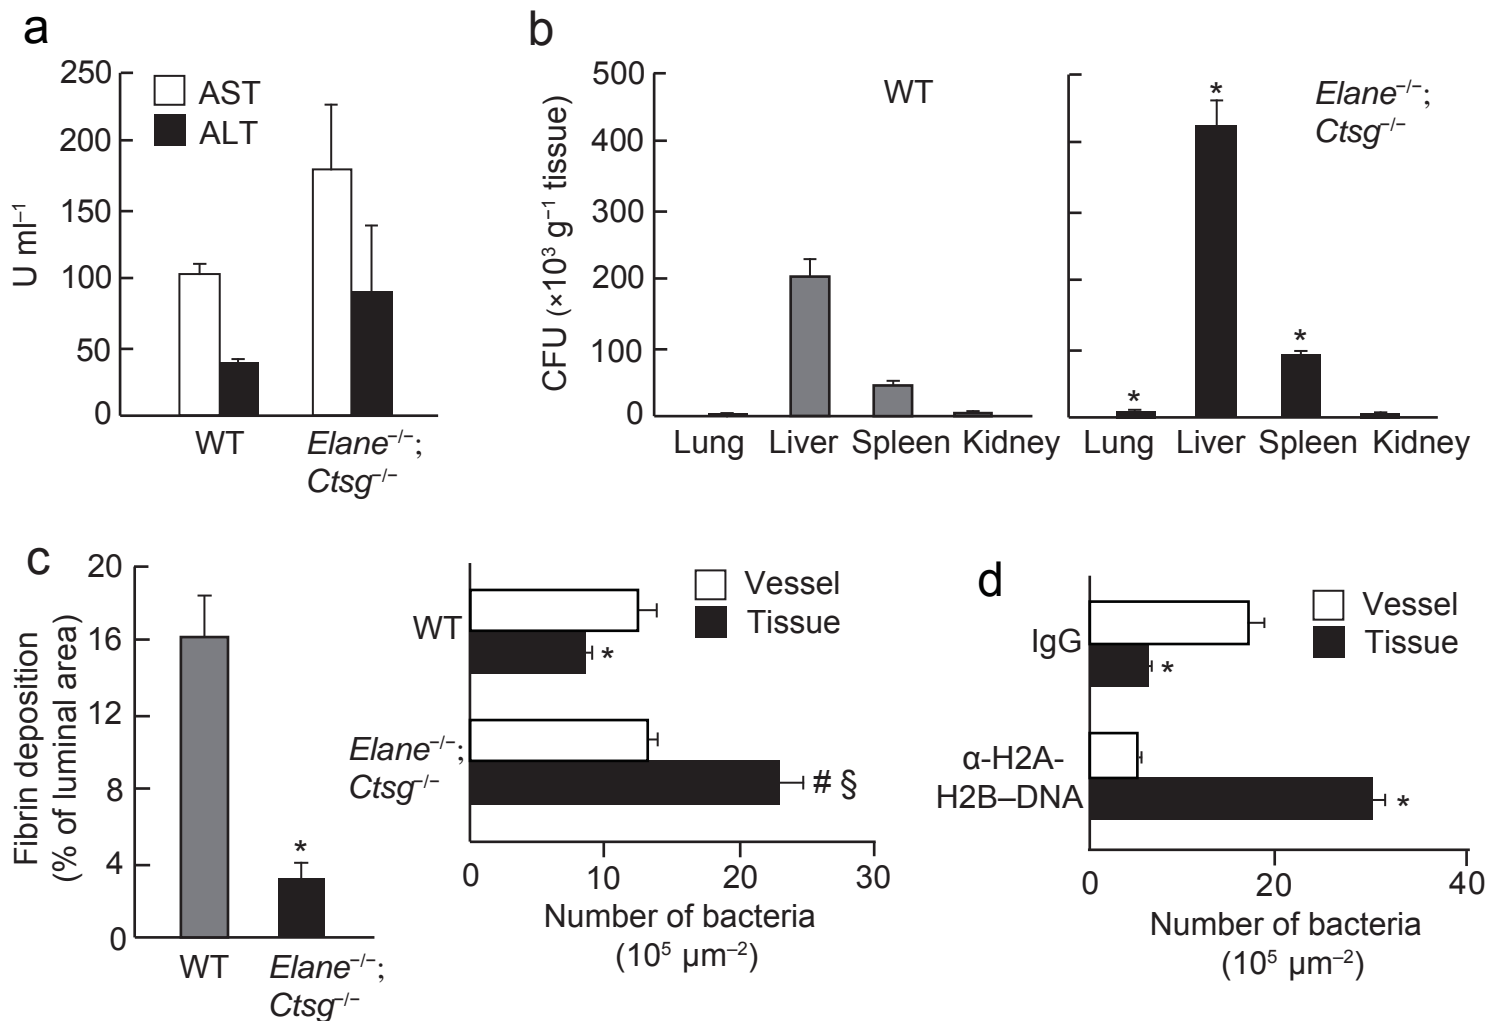 a
250
200
150
100
50
0
U ml⁻¹
AST
ALT
WT
Elane⁻/⁻;
Ctsg⁻/⁻
b
500
400
300
200
100
0
CFU (×10³ g⁻¹ tissue)
WT
Lung Liver Spleen Kidney
*
*
*
Elane⁻/⁻;
Ctsg⁻/⁻
Lung Liver Spleen Kidney
c
20
16
12
8
4
0
Fibrin deposition
(% of luminal area)
*
WT
Elane⁻/⁻;
Ctsg⁻/⁻
Vessel
Tissue
WT
*
Elane⁻/⁻;
Ctsg⁻/⁻
# §
0 10 20 30
Number of bacteria
(10⁵ µm⁻²)
d
Vessel
Tissue
IgG
*
α-H2A-
H2B–DNA
*
0 20 40
Number of bacteria
(10⁵ µm⁻²)